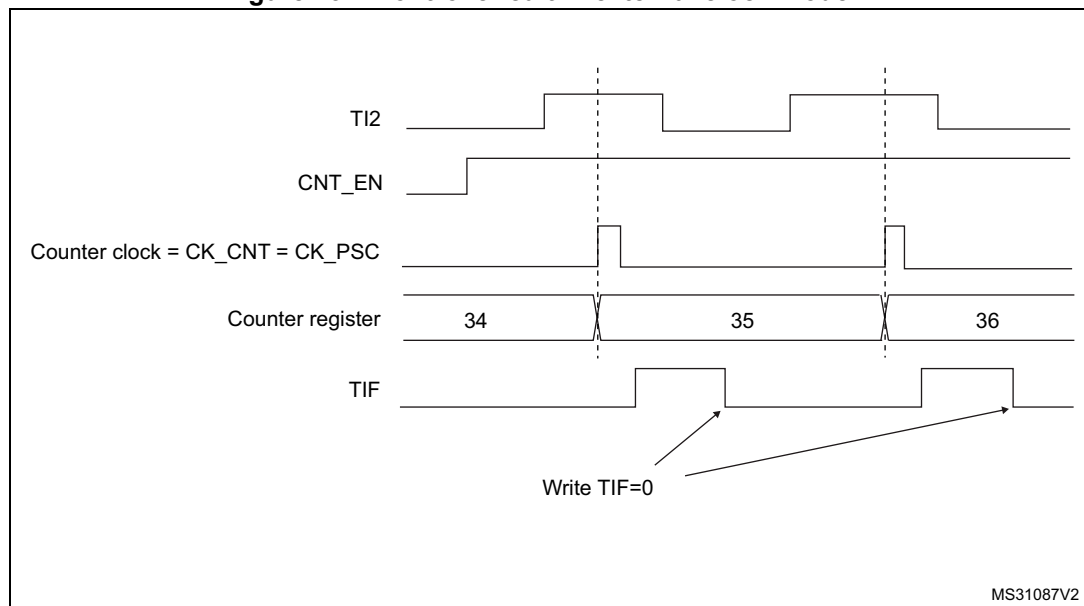 TI2
CNT_EN
Counter clock = CK_CNT = CK_PSC
Counter register 34 35 36
TIF
Write TIF=0
MS31087V2